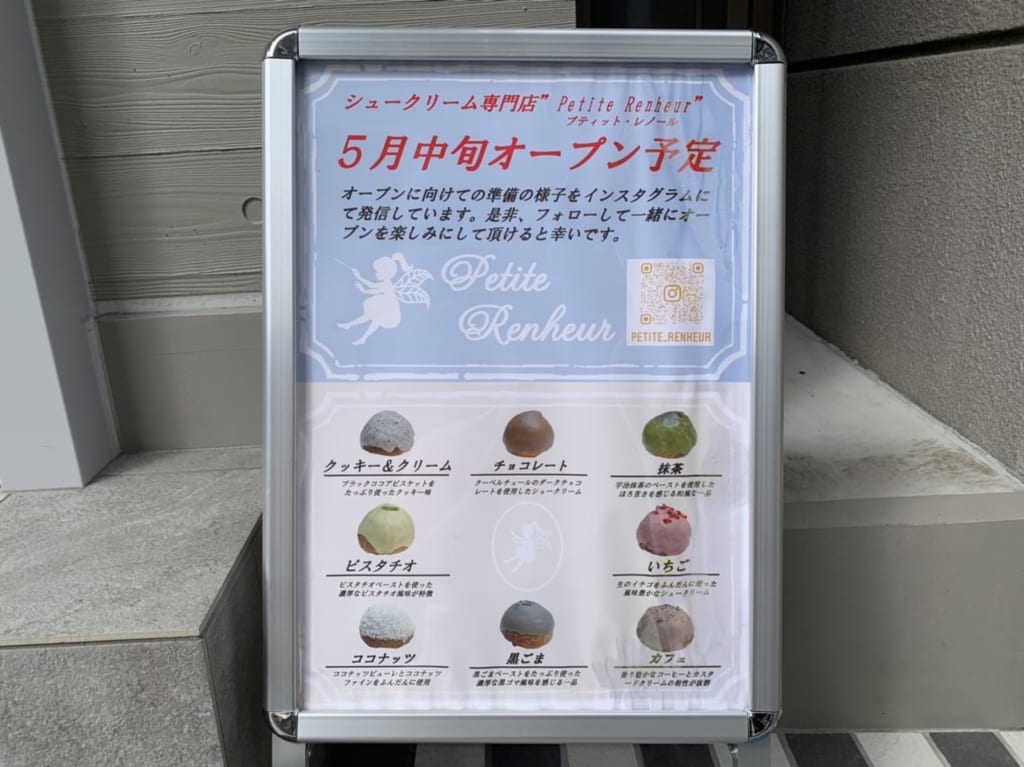 シュークリーム専門店”Petite Renheur”
プティット・レノール
5月中旬オープン予定
オープンに向けての準備の様子をインスタグラムに
て発信しています。是非、フォローして一緒にオー
プンを楽しみにして頂けると幸いです。
Petite
Renheur
PETITE_RENHEUR
クッキー&クリーム
ブラックココアビスケットを
たっぷり使ったクッキー味
チョコレート
クーベルチュールのダークチョコ
レートを使用したシュークリーム
抹茶
宇治抹茶のペーストを使用した
ほろ苦さを感じる和風な一品
ピスタチオ
ピスタチオペーストを使った
濃厚なピスタチオ風味が特徴
いちご
生のイチゴをふんだんに使った
風味豊かなシュークリーム
ココナッツ
ココナッツピューレとココナッツ
ファインをふんだんに使用
黒ごま
黒ごまペーストをたっぷり使った
濃厚な黒ゴマ風味を感じる一品
カフェ
香り豊かなコーヒーとカスタ
ードクリームの相性が抜群